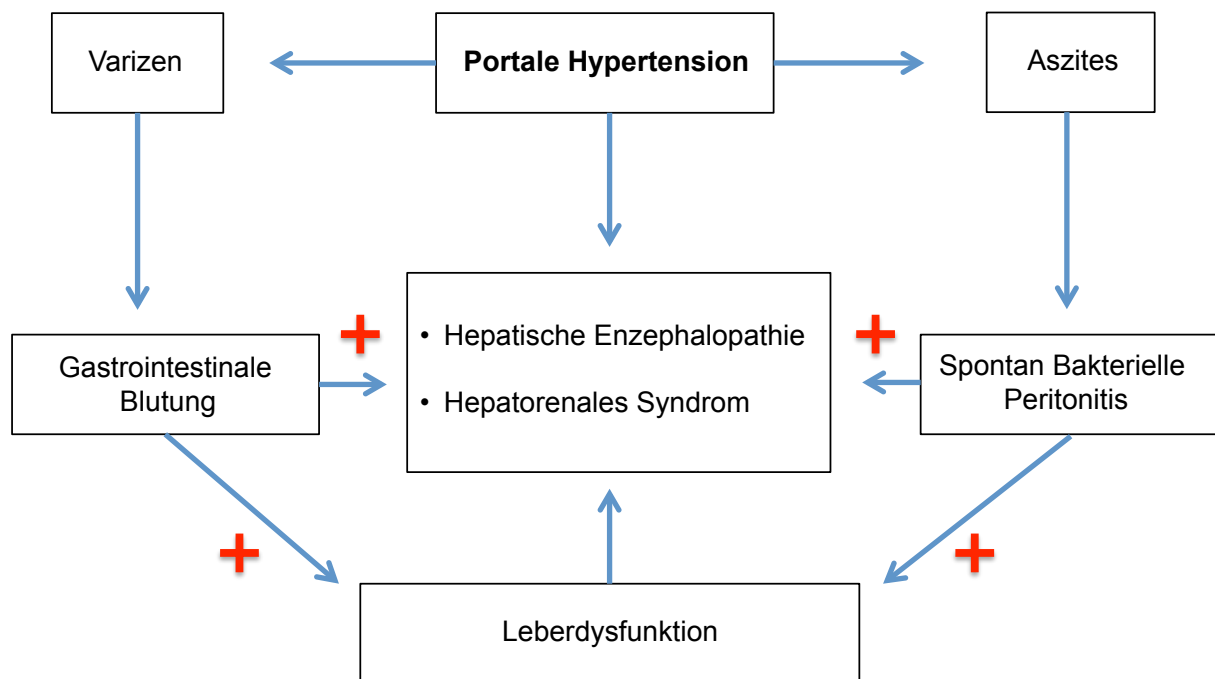 Varizen
Portale Hypertension
Aszites
+
+
• Hepatische Enzephalopathie
• Hepatorenales Syndrom
Gastrointestinale
Blutung
Spontan Bakterielle
Peritonitis
+
+
Leberdysfunktion